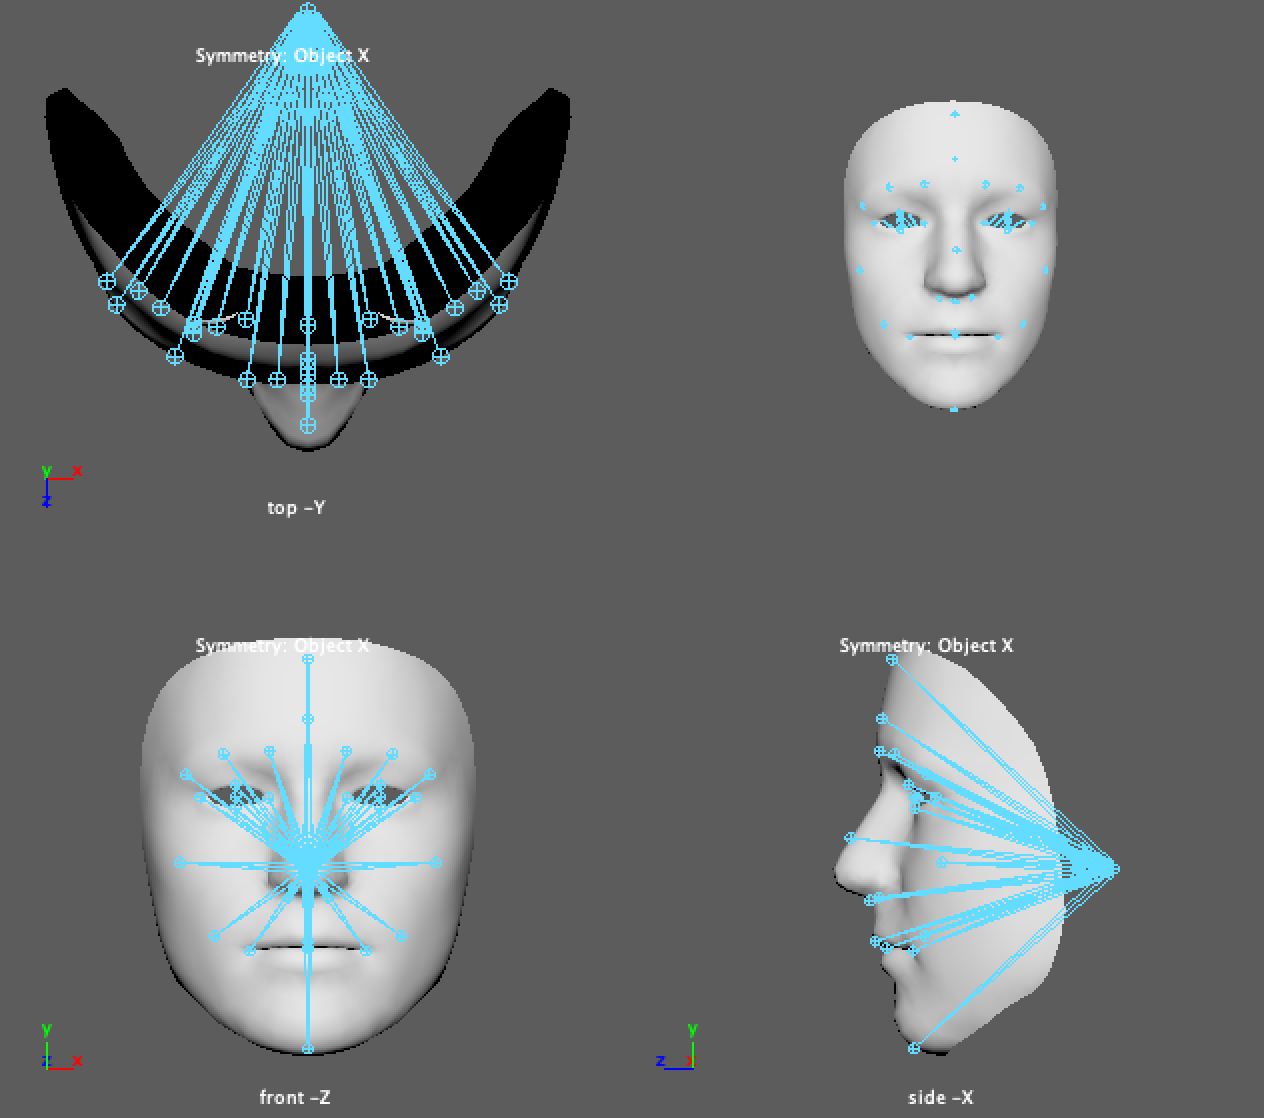 Symmetry: Object X
y
x
z
top -Y
Symmetry: Object X
Symmetry: Object X
y
z
x
front -Z
y
z
x
side -X